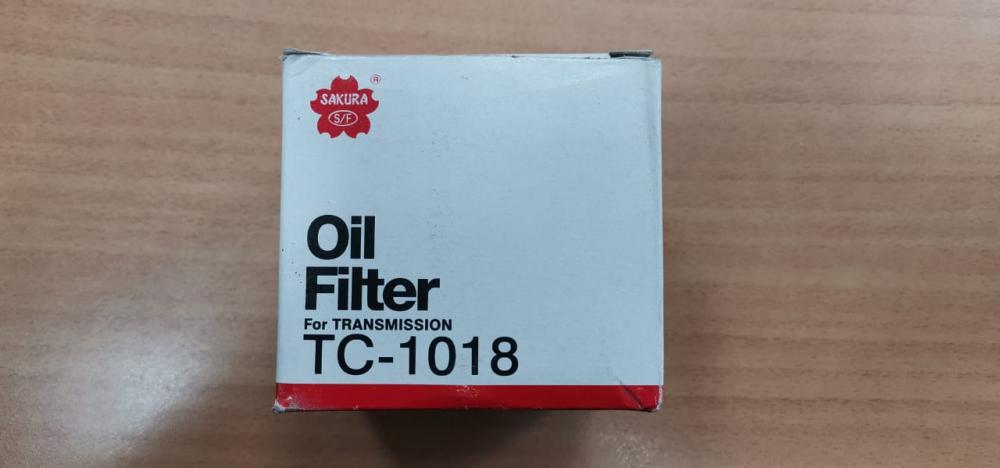 SAKURA ®
S/F
Oil
Filter
For TRANSMISSION
TC-1018